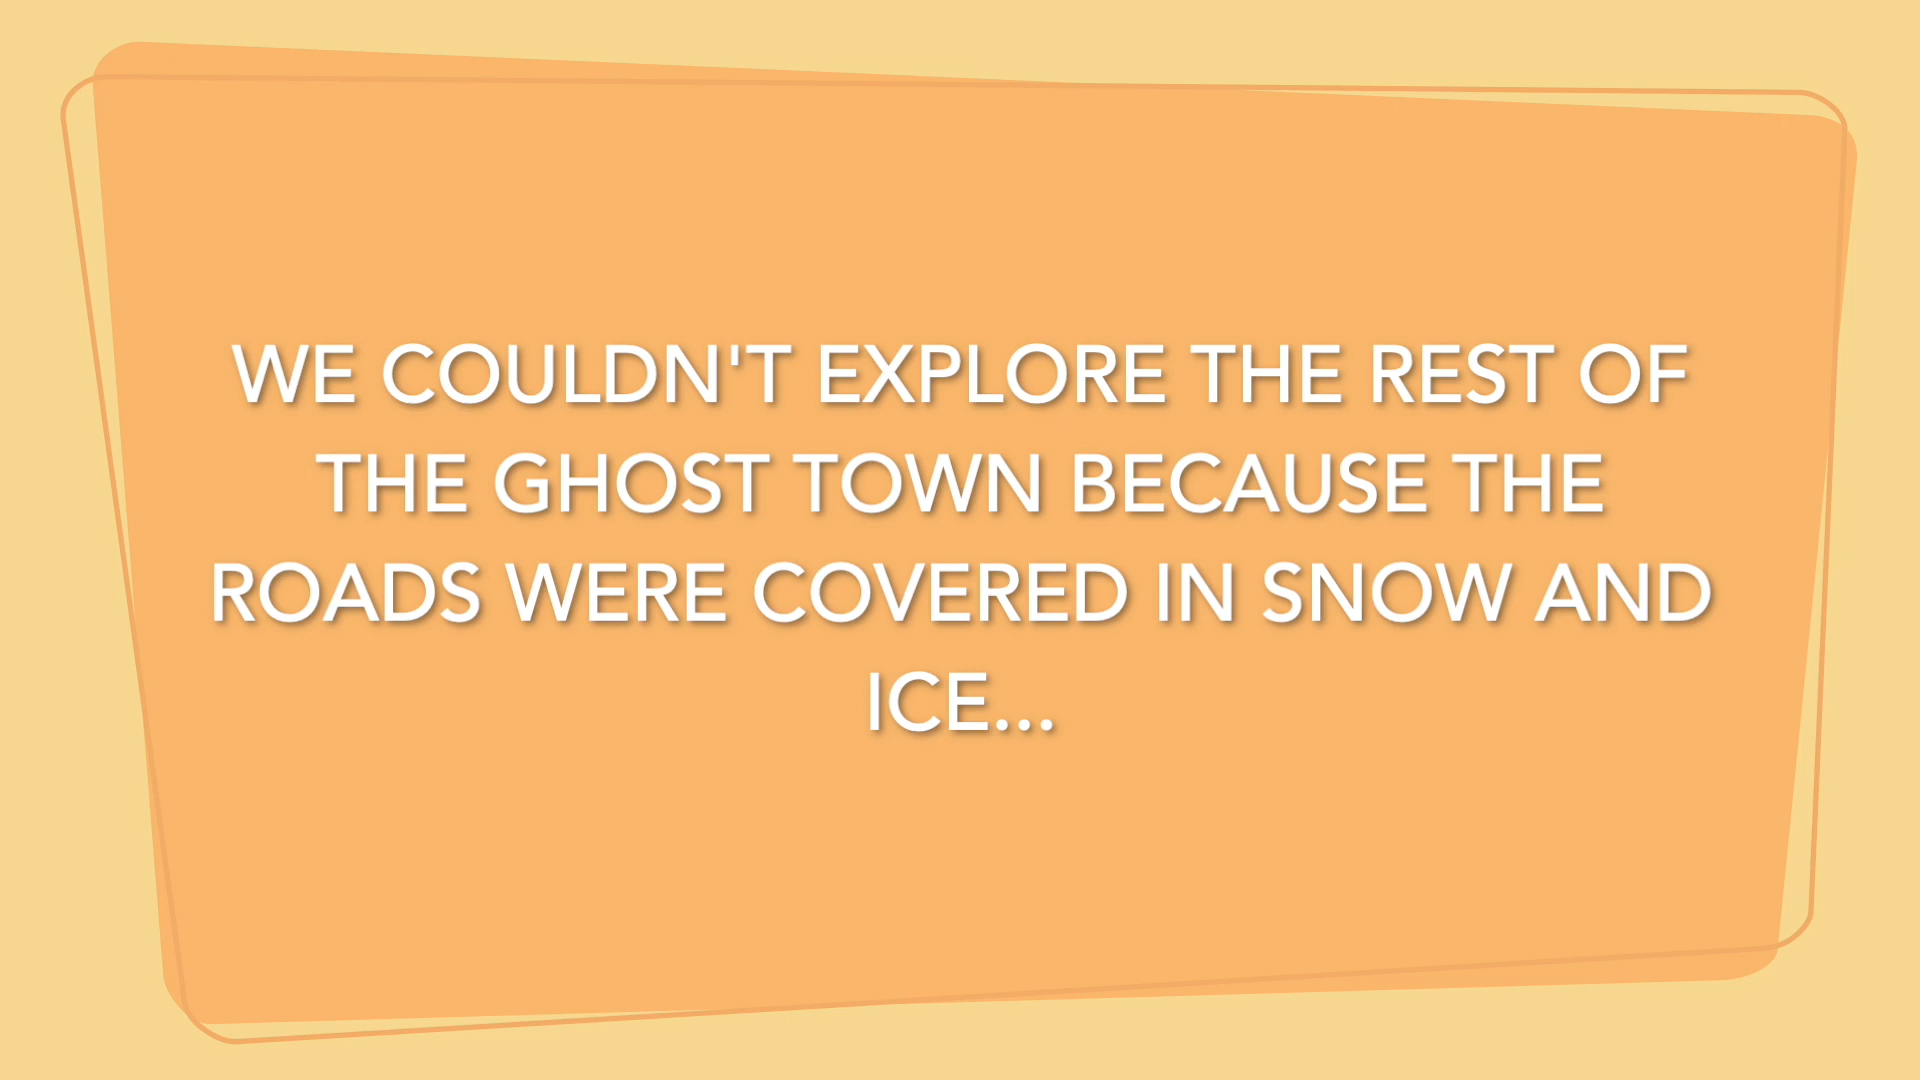 WE COULDN'T EXPLORE THE REST OF
THE GHOST TOWN BECAUSE THE
ROADS WERE COVERED IN SNOW AND
ICE...